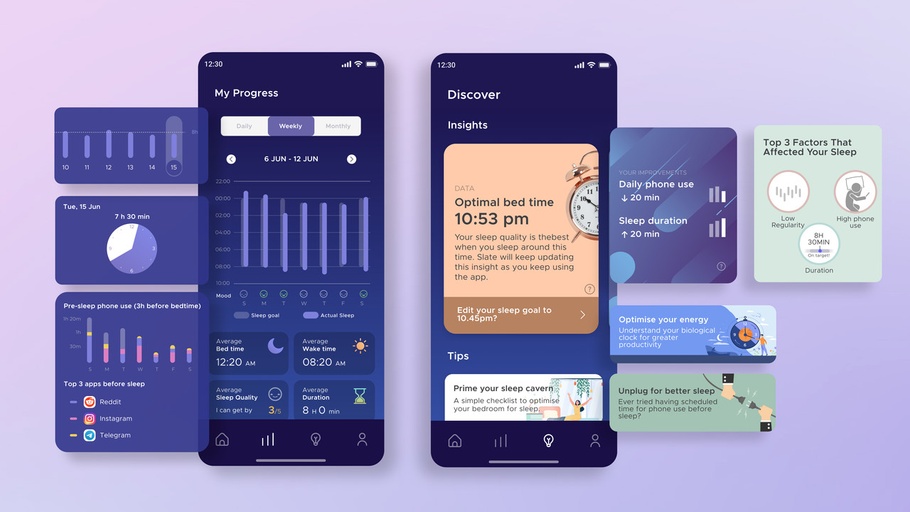 10
11
12
13
14
15
Tue, 15 Jun
7 h 30 min
Pre-sleep phone use (3h before bedtime)
1h
30m
S
M
T
W
T
F
S
Top 3 apps before sleep
Reddit
Instagram
Telegram
12:30
My Progress
Daily
Weekly
Monthly
6 JUN - 12 JUN
22:00
00:00
02:00
04:00
06:00
08:00
10:00
Mood
S
M
T
W
T
F
S
Sleep goal
Actual Sleep
Average
Bed time
12:20 AM
Average
Wake time
08:20 AM
Average
Sleep Quality
I can get by 3/5
Average
Duration
8 H 0 min
12:30
Discover
Insights
DATA
Optimal bed time
10:53 pm
Your sleep quality is thebest
when you sleep around this
time. Slate will keep updating
this insight as you keep using
the app.
Edit your sleep goal to
10.45pm?
Tips
Prime your sleep cavern
A simple checklist to optimise
your bedroom for sleep.
YOUR IMPROVEMENTS
Daily phone use
↓ 20 min
Sleep duration
↑ 20 min
Top 3 Factors That
Affected Your Sleep
Low
Regularity
High phone
use
8H
30MIN
On target!
Duration
Optimise your energy
Understand your biological
clock for greater
productivity
Unplug for better sleep
Ever tried having scheduled
time for phone use before
sleep?